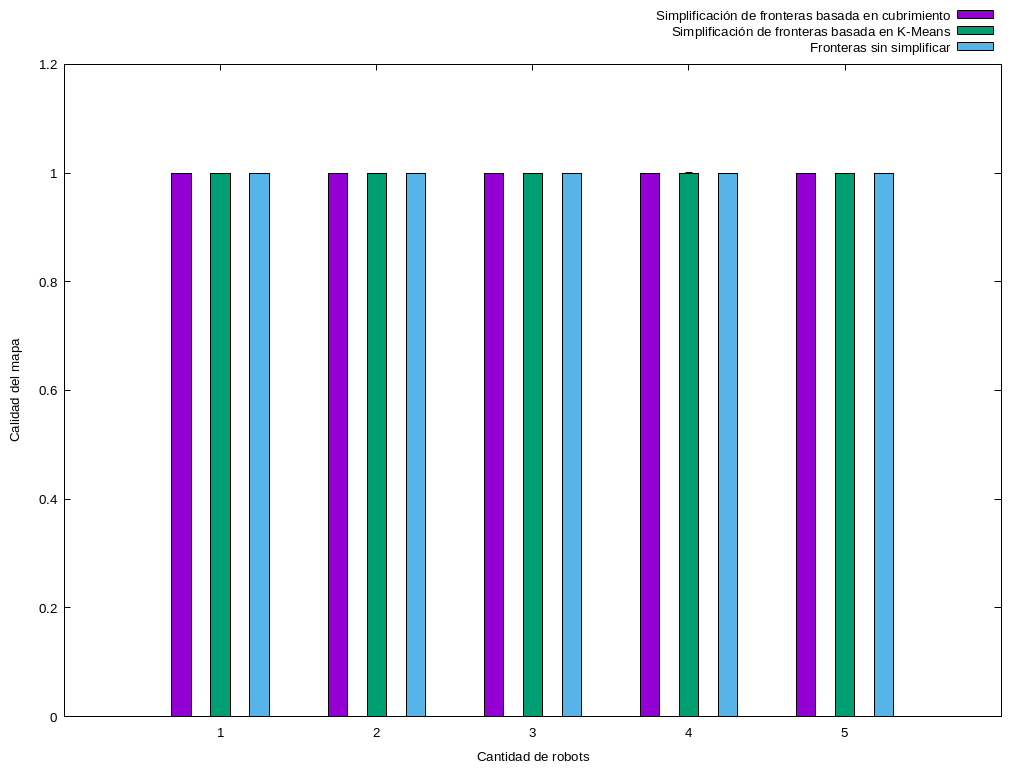 Simplificación de fronteras basada en cubrimiento
Simplificación de fronteras basada en K-Means
Fronteras sin simplificar
1.2
1
0.8
0.6
0.4
0.2
0
Calidad del mapa
1 2 3 4 5
Cantidad de robots